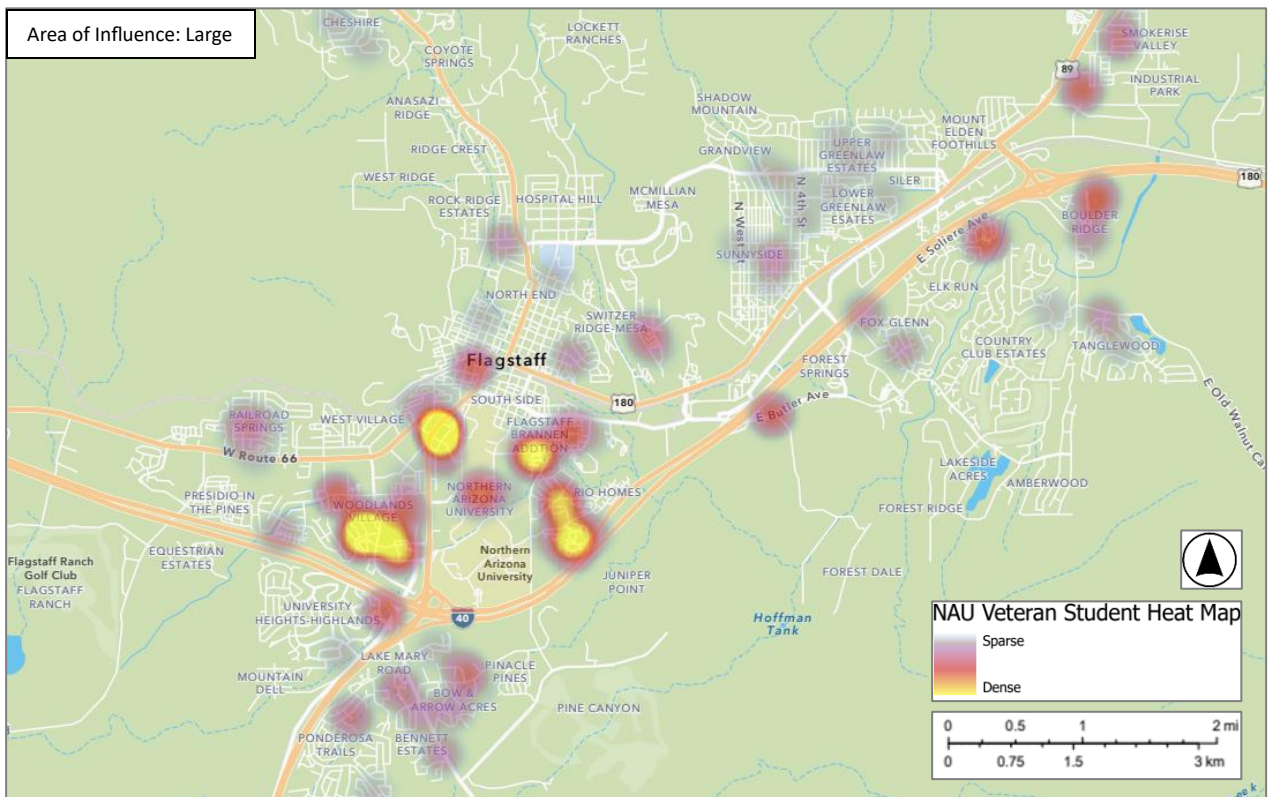 Area of Influence: Large
CHESHIRE
LOCKETT
RANCHES
COYOTE
SPRINGS
SMOKERISE
VALLEY
89
INDUSTRIAL
PARK
ANASAZI
RIDGE
SHADOW
MOUNTAIN
MOUNT
ELDEN
FOOTHILLS
RIDGE CREST
GRANDVIEW
UPPER
GREENLAW
ESTATES
WEST RIDGE
SILER
180
ROCK RIDGE
ESTATES
HOSPITAL HILL
MCMILLIAN
MESA
N West St
N 4th St
LOWER
GREENLAW
ESATES
BOULDER
RIDGE
E Soliere Ave
SUNNYSIDE
NORTH END
ELK RUN
SWITZER
RIDGE-MESA
FOX GLENN
COUNTRY
CLUB ESTATES
TANGLEWOOD
Flagstaff
FOREST
SPRINGS
E Old Walnut Ca
180
SOUTH SIDE
E Butler Ave
RAILROAD
SPRINGS
WEST VILLAGE
FLAGSTAFF
BRANNEN
ADDTION
W Route 66
LAKESIDE
ACRES
AMBERWOOD
PRESIDIO IN
THE PINES
WOODLANDS
VILLAGE
NORTHERN
ARIZONA
UNIVERSITY
RIO HOMES
FOREST RIDGE
EQUESTRIAN
ESTATES
Northern
Arizona
University
Flagstaff Ranch
Golf Club
FLAGSTAFF
RANCH
JUNIPER
POINT
FOREST DALE
UNIVERSITY
HEIGHTS-HIGHLANDS
40
Hoffman
Tank
NAU Veteran Student Heat Map
Sparse
Dense
LAKE MARY
ROAD
PINACLE
PINES
MOUNTAIN
DELL
BOW &
ARROW ACRES
PINE CANYON
PONDEROSA
TRAILS
BENNETT
ESTATES
0 0.5 1 2 mi
0 0.75 1.5 3 km